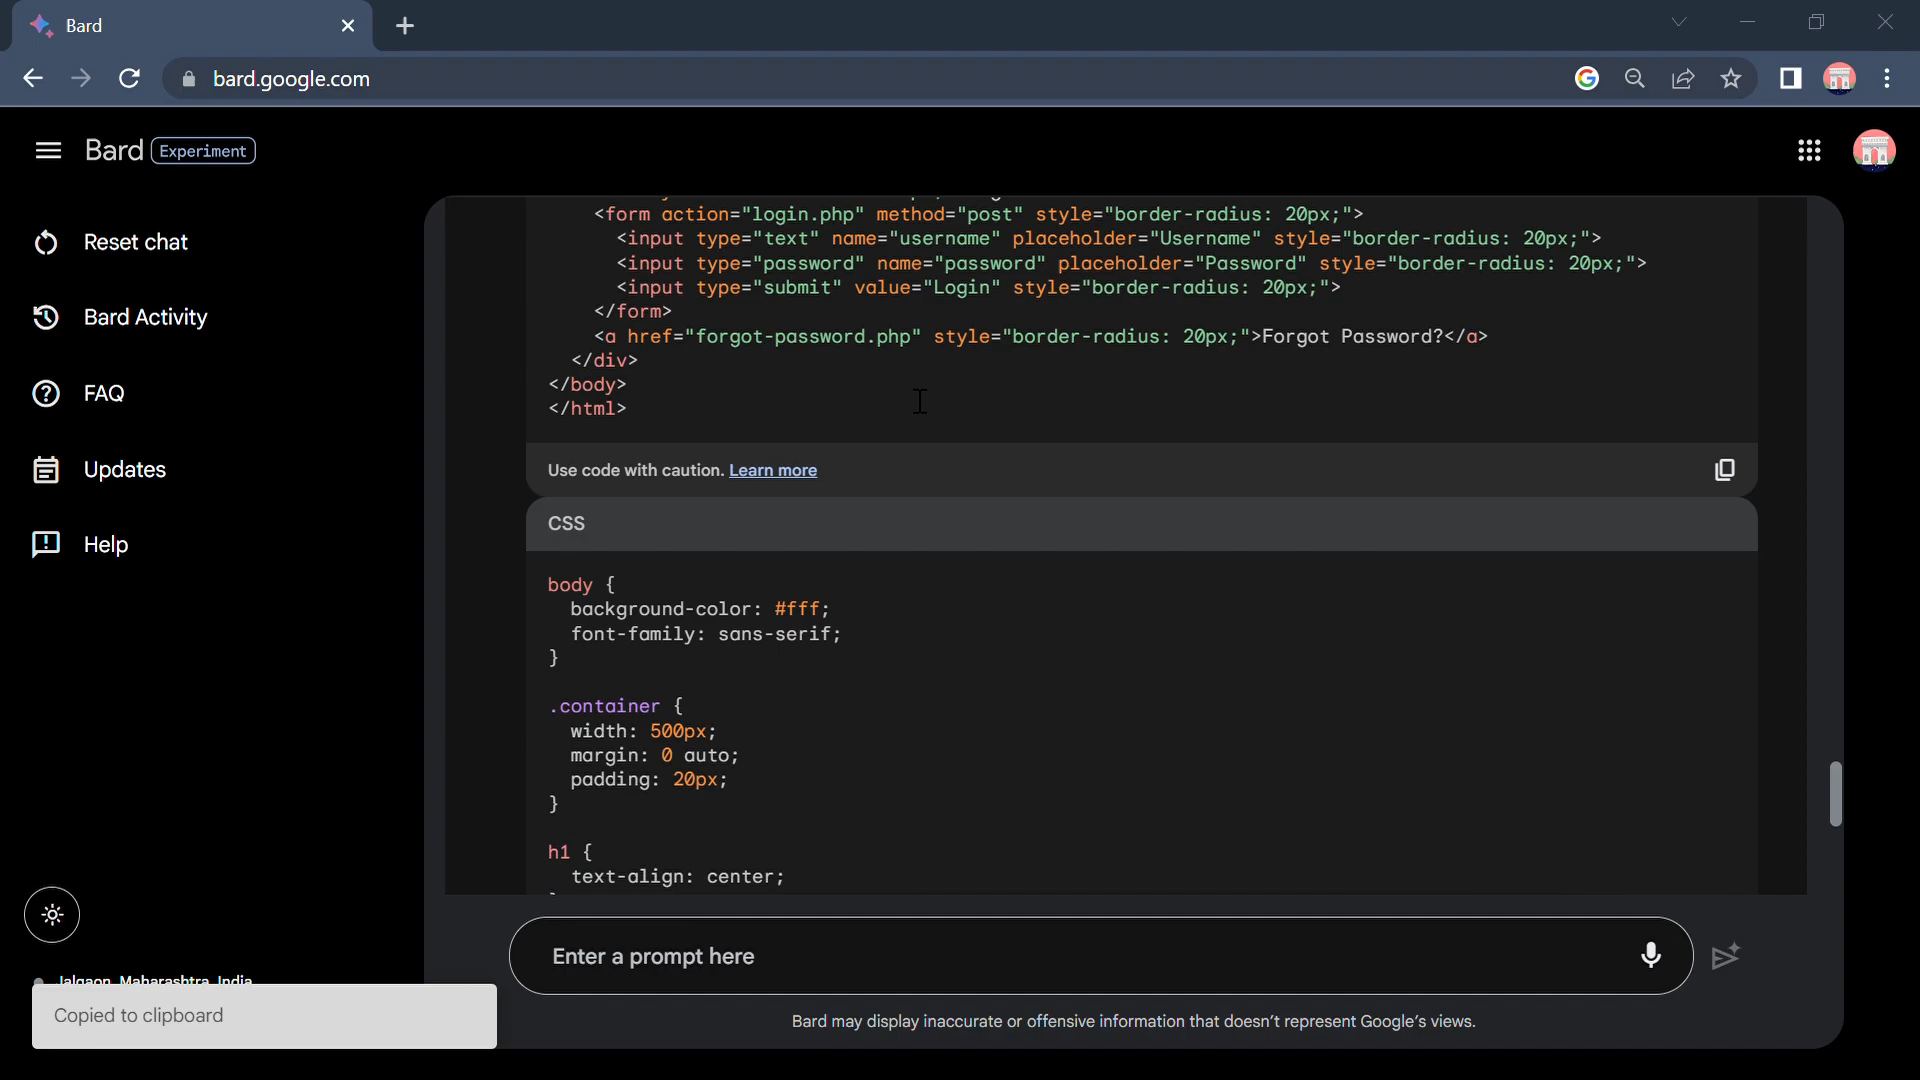 Bard
bard.google.com
Bard Experiment
Reset chat
Bard Activity
FAQ
Updates
Help
<form action="login.php" method="post" style="border-radius: 20px;">
<input type="text" name="username" placeholder="Username" style="border-radius: 20px;">
<input type="password" name="password" placeholder="Password" style="border-radius: 20px;">
<input type="submit" value="Login" style="border-radius: 20px;">
</form>
<a href="forgot-password.php" style="border-radius: 20px;">Forgot Password?</a>
</div>
</body>
</html>
Use code with caution. Learn more
CSS
body {
background-color: #fff;
font-family: sans-serif;
}
.container {
width: 500px;
margin: 0 auto;
padding: 20px;
}
h1 {
text-align: center;
Jalgaon, Maharashtra, India
Copied to clipboard
Enter a prompt here
Bard may display inaccurate or offensive information that doesn't represent Google's views.